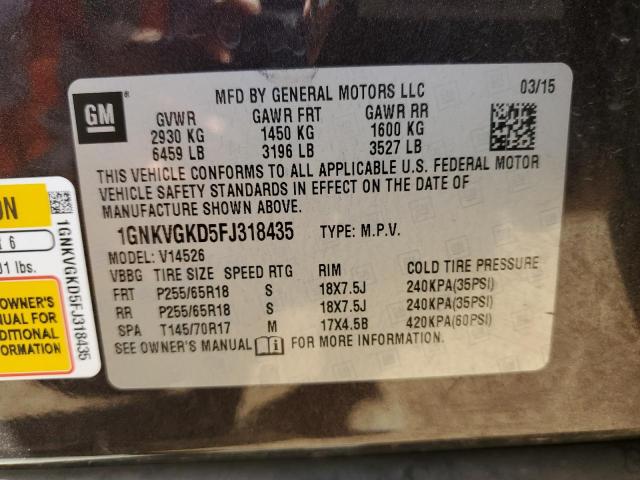 GM®
MFD BY GENERAL MOTORS LLC 03/15
GVWR GAWR FRT GAWR RR
2930 KG 1450 KG 1600 KG
6459 LB 3196 LB 3527 LB
THIS VEHICLE CONFORMS TO ALL APPLICABLE U.S. FEDERAL MOTOR
VEHICLE SAFETY STANDARDS IN EFFECT ON THE DATE OF
MANUFACTURE SHOWN ABOVE.
1GNKVGKD5FJ318435 TYPE: M.P.V.
MODEL: V14526
VBBG TIRE SIZE SPEED RTG RIM COLD TIRE PRESSURE
FRT P255/65R18 S 18X7.5J 240KPA(35PSI)
RR P255/65R18 S 18X7.5J 240KPA(35PSI)
SPA T145/70R17 M 17X4.5B 420KPA(60PSI)
SEE OWNER'S MANUAL i FOR MORE INFORMATION.
ON
6
lbs.
OWNER'S
FOR
1GNKVGKD5FJ318435